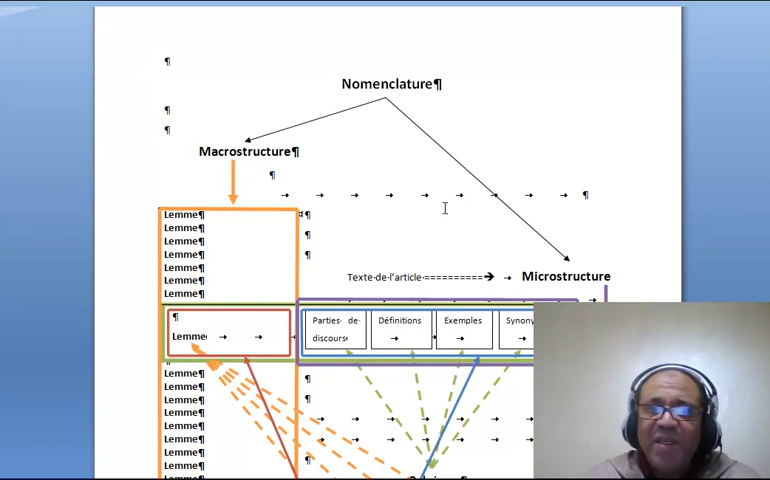 ¶
Nomenclature¶
¶
¶
Macrostructure¶
¶
¶
Lemme¶
¶
Lemme¶
¶
Lemme¶
Lemme¶
¶
Lemme¶
Texte·de·l'article·==========➔ Microstructure
Lemme¶
Lemme¶
¶
Parties· de·
discours
Définitions
Exemples
Synony
Lemme
Lemme¶
¶
Lemme¶
Lemme¶
¶
Lemme¶
Lemme¶
Lemme¶
Lemme¶
¶
Lemme¶